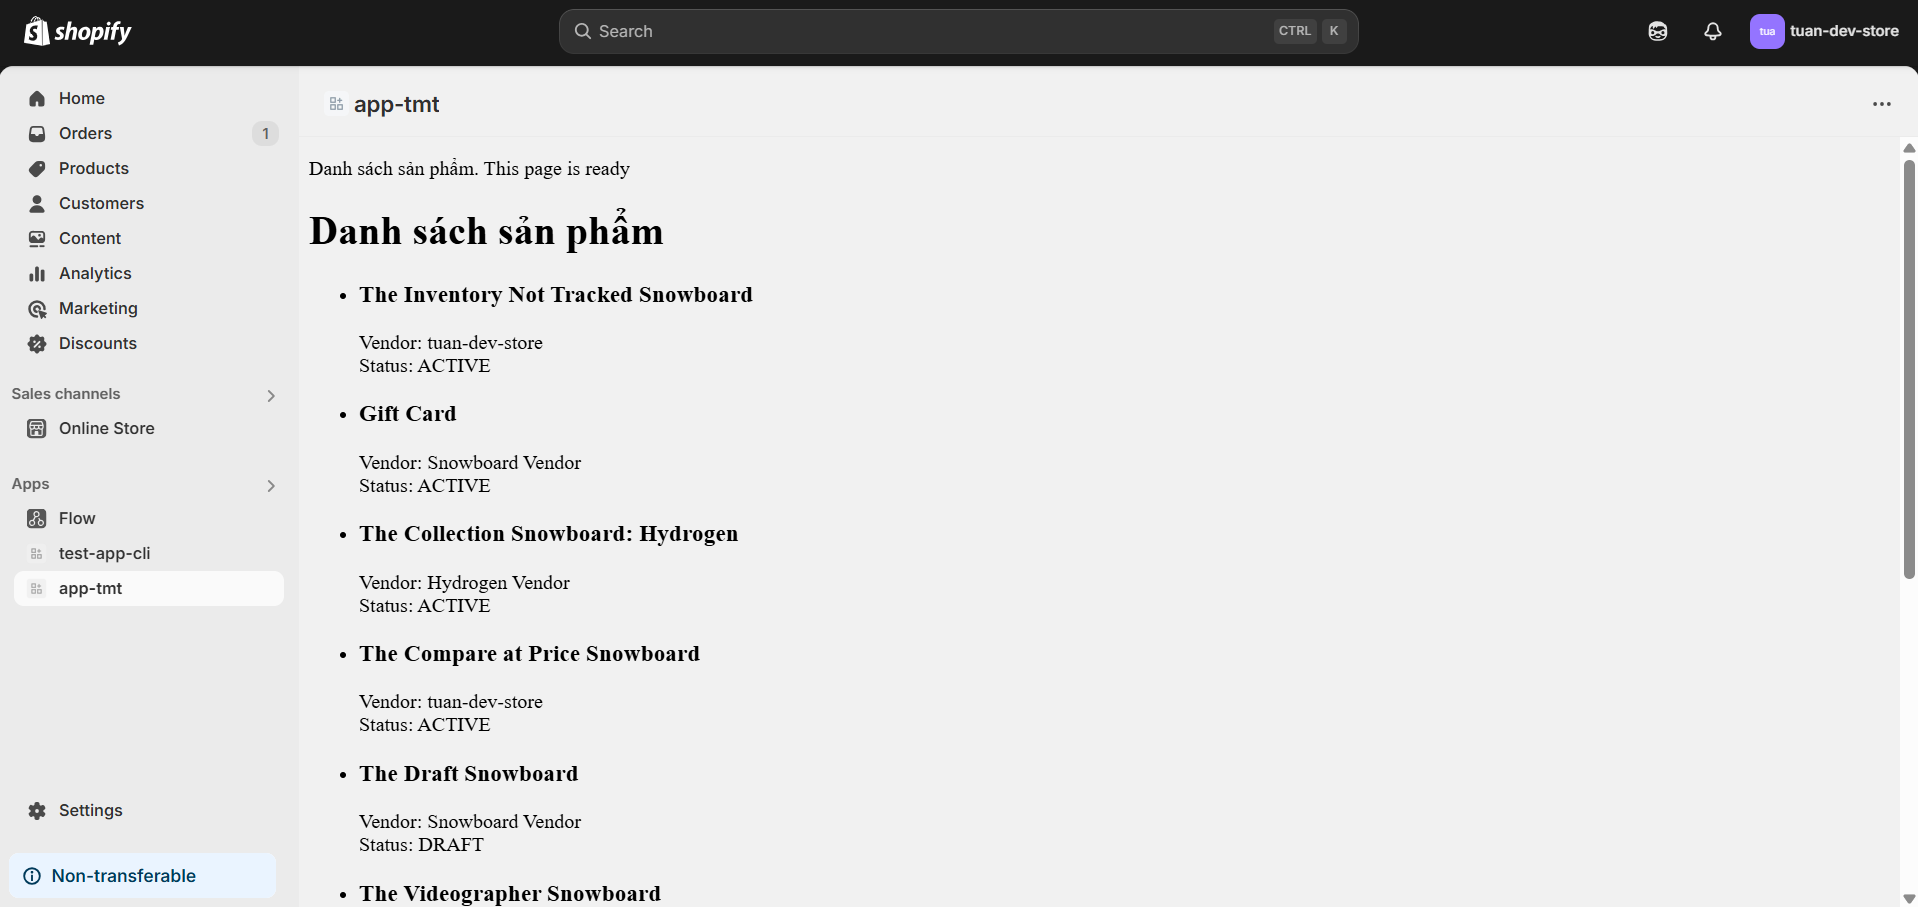 shopify
Search
CTRL K
tua
tuan-dev-store
Home
Orders
1
Products
Customers
Content
Analytics
Marketing
Discounts
Sales channels
Online Store
Apps
Flow
test-app-cli
app-tmt
Settings
Non-transferable
app-tmt
Danh sách sản phẩm. This page is ready
Danh sách sản phẩm
• The Inventory Not Tracked Snowboard
Vendor: tuan-dev-store
Status: ACTIVE
• Gift Card
Vendor: Snowboard Vendor
Status: ACTIVE
• The Collection Snowboard: Hydrogen
Vendor: Hydrogen Vendor
Status: ACTIVE
• The Compare at Price Snowboard
Vendor: tuan-dev-store
Status: ACTIVE
• The Draft Snowboard
Vendor: Snowboard Vendor
Status: DRAFT
• The Videographer Snowboard